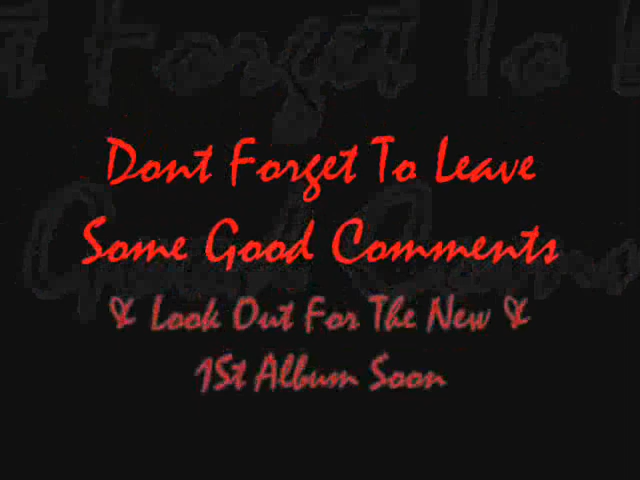 Dont Forget To Leave
Some Good Comments
& Look Out For The New &
1St Album Soon